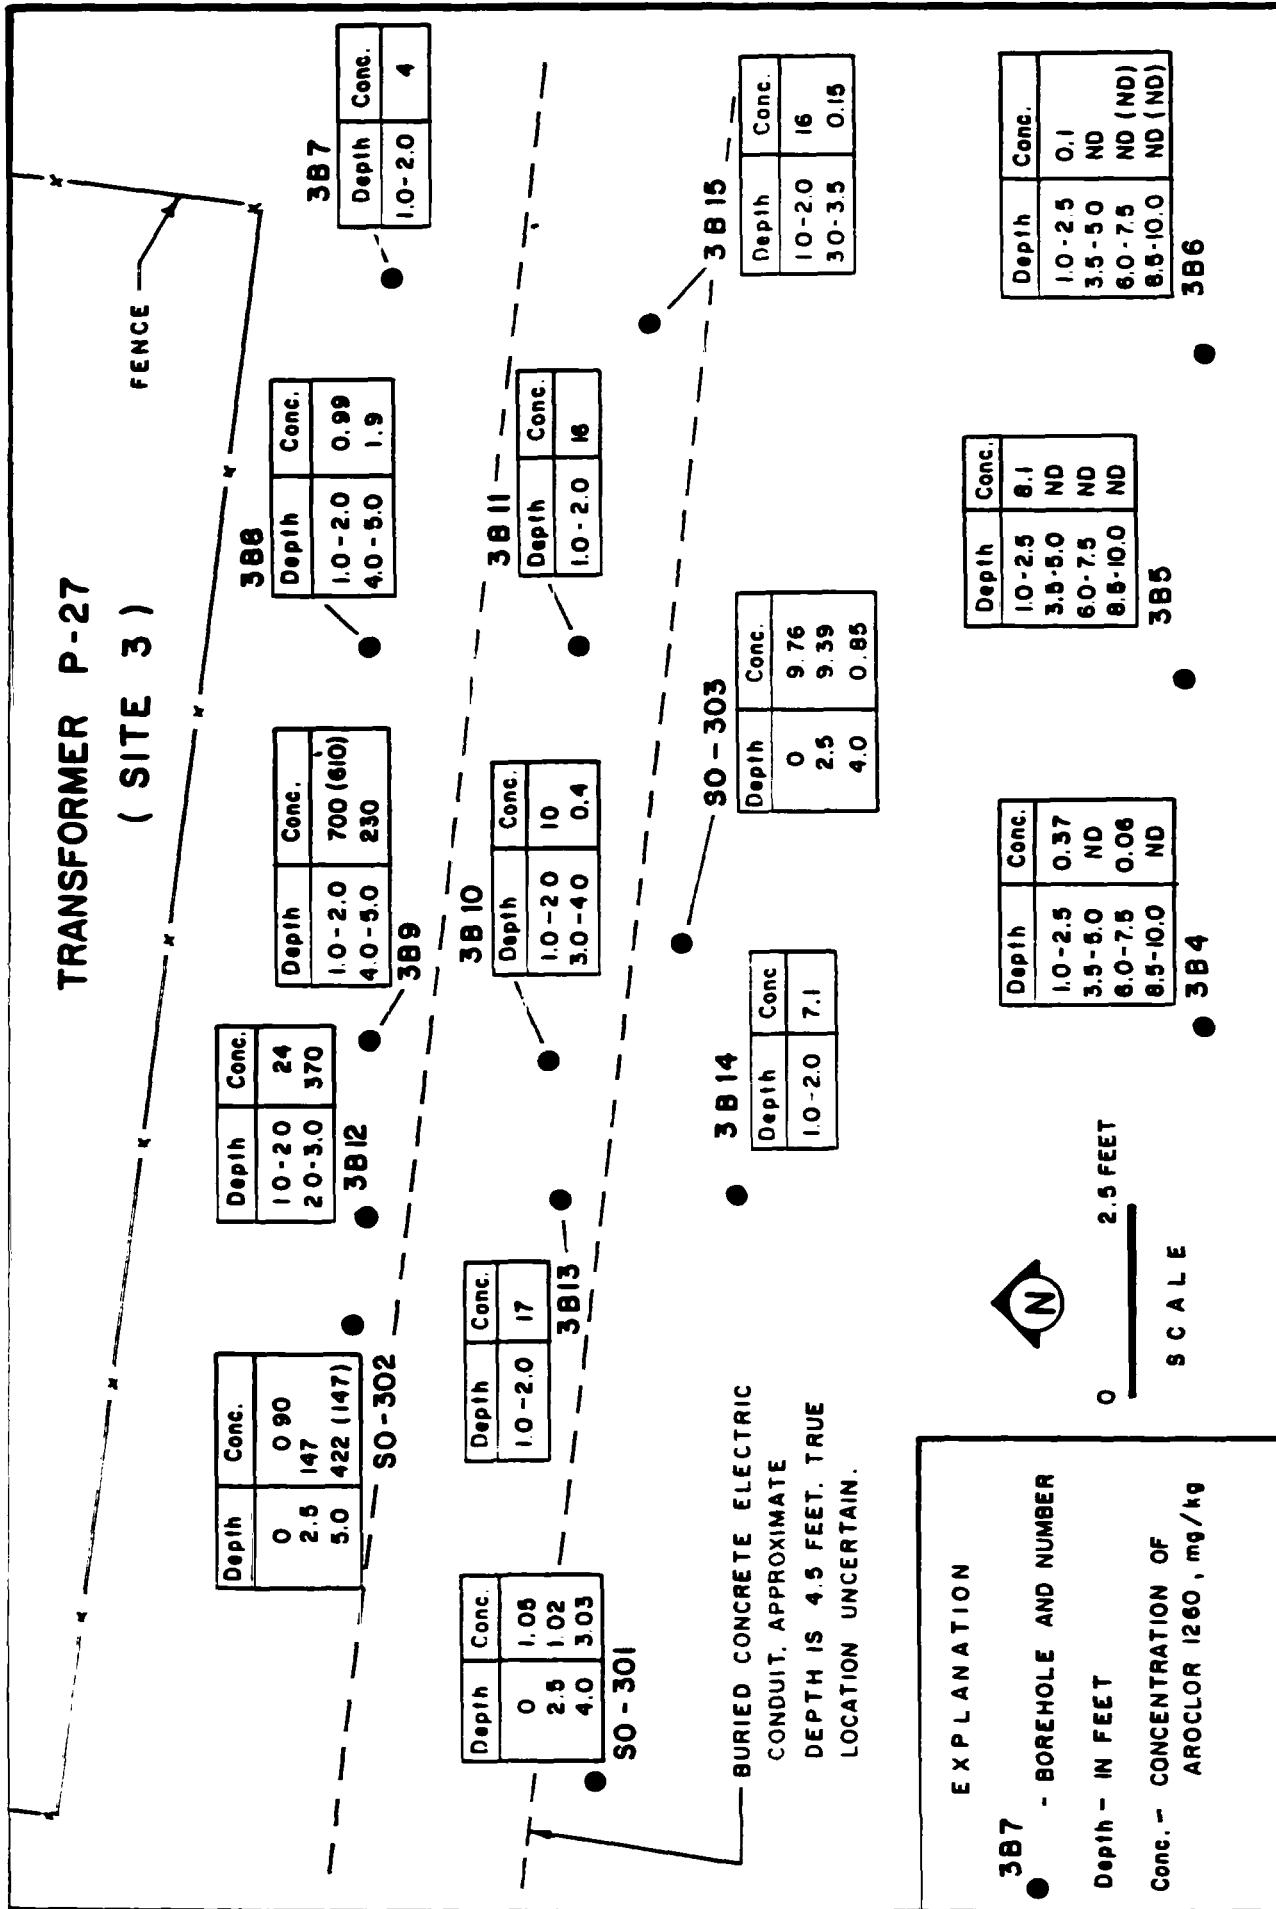 TRANSFORMER P-27
(SITE 3)
FENCE
3B7
Depth Conc.
1.0-2.0 4
3B8
Depth Conc.
1.0-2.0 0.99
4.0-5.0 1.9
Depth Conc.
1.0-2.0 700 (610)
4.0-5.0 230
3B9
Depth Conc.
1 0-2 0 24
2 0-3.0 370
3B12
Depth Conc.
0 0 90
2.5 147
5.0 422 (147)
SO-302
3B11
Depth Conc.
1.0-2.0 16
3B10
Depth Conc.
1.0-2 0 10
3.0-4 0 0.4
Depth Conc.
1.0-2.0 17
3B13
Depth Conc.
0 1.05
2.5 1.02
4.0 3.03
SO-301
3B15
Depth Conc.
1 0-2.0 16
3 0-3.5 0.15
SO-303
Depth Conc.
0 9.76
2.5 9.39
4.0 0.85
3B14
Depth Conc
1.0-2.0 7.1
BURIED CONCRETE ELECTRIC
CONDUIT. APPROXIMATE
DEPTH IS 4.5 FEET. TRUE
LOCATION UNCERTAIN.
Depth Conc.
1.0-2.5 0.1
3.5-5.0 ND
6.0-7.5 ND (ND)
8.5-10.0 ND (ND)
3B6
Depth Conc.
1.0-2.5 8.1
3.5-5.0 ND
6.0-7.5 ND
8.5-10.0 ND
3B5
Depth Conc.
1.0-2.5 0.37
3.5-5.0 ND
6.0-7.5 0.06
8.5-10.0 ND
3B4
N
0 2.5 FEET
SCALE
EXPLANATION
3B7
- BOREHOLE AND NUMBER
Depth - IN FEET
Conc. - CONCENTRATION OF
AROCLOR 1260, mg/kg